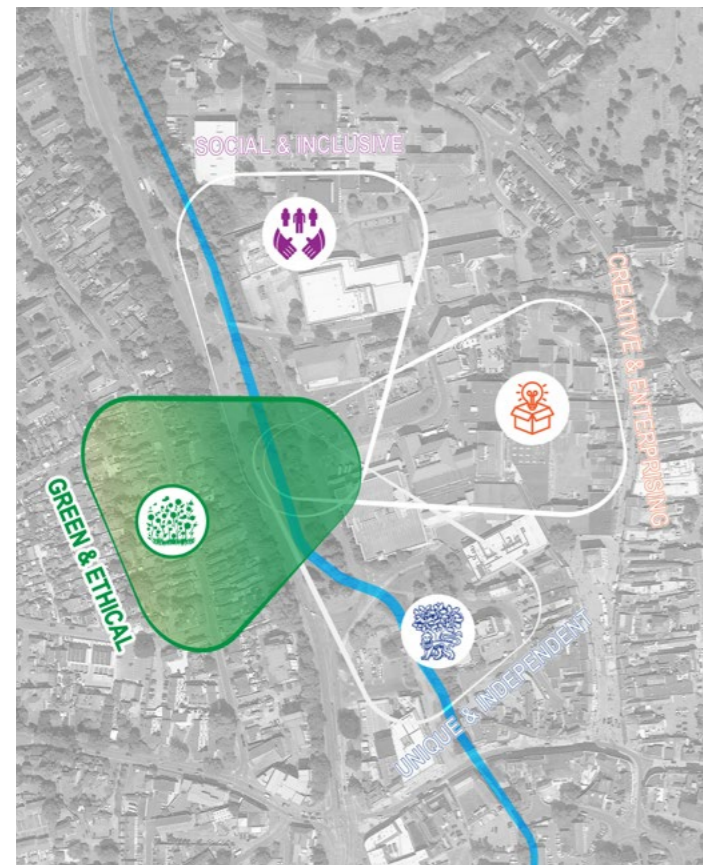 SOCIAL & INCLUSIVE
CREATIVE & ENTERPRISING
GREEN & ETHICAL
UNIQUE & INDEPENDENT